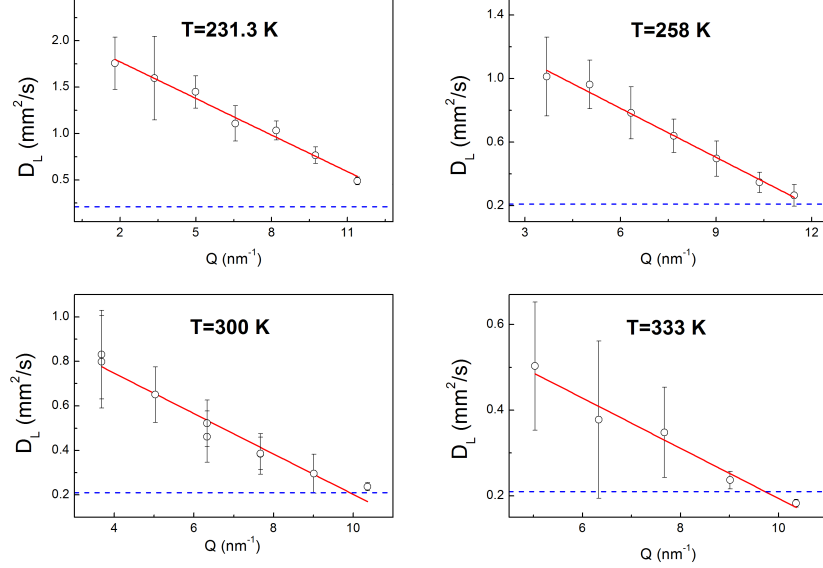 T=231.3 K
2.0
1.5
1.0
0.5
D_L (mm²/s)
2 5 8 11
Q (nm⁻¹)
T=258 K
1.4
1.0
0.6
0.2
D_L (mm²/s)
3 6 9 12
Q (nm⁻¹)
T=300 K
1.0
0.8
0.6
0.4
0.2
D_L (mm²/s)
4 6 8 10
Q (nm⁻¹)
T=333 K
0.6
0.4
0.2
D_L (mm²/s)
6 8 10
Q (nm⁻¹)